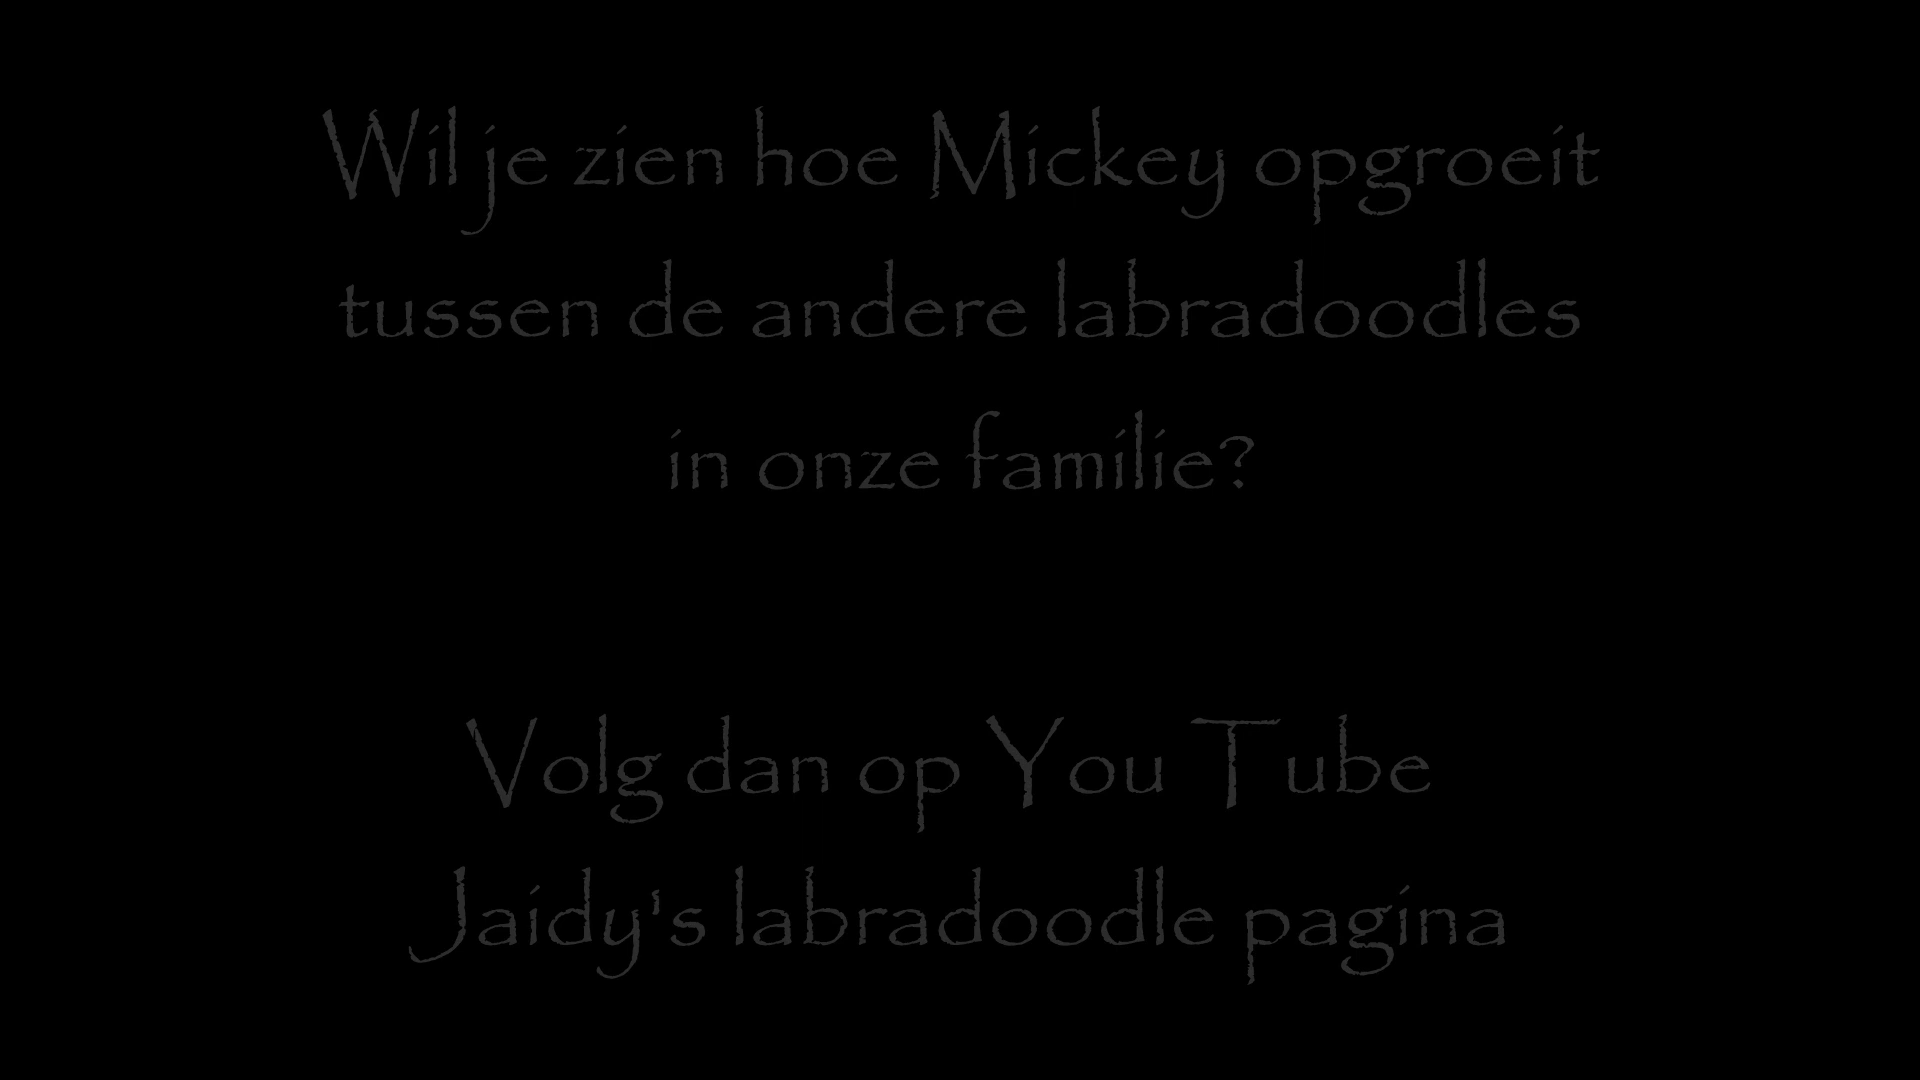 Wil je zien hoe Mickey opgroeit
tussen de andere labradoodles
in onze familie?
Volg dan op You Tube
Jaidy's labradoodle pagina